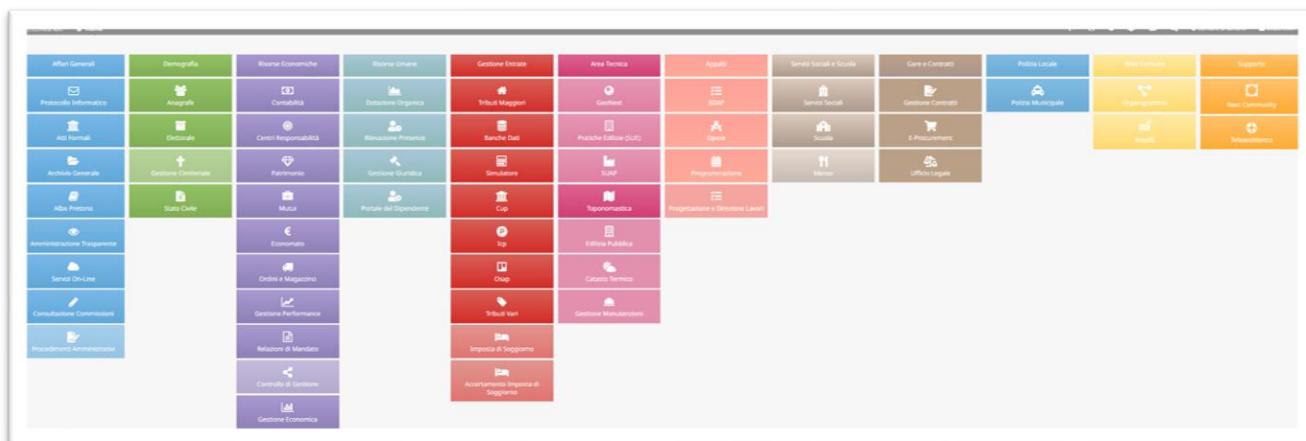 Home
Affari Generali
Demografia
Risorse Economiche
Risorse Umane
Gestione Entrate
Area Tecnica
Appalti
Servizi Sociali e Scuola
Gare e Contratti
Polizia Locale
Supporto
Protocollo Informatico
Anagrafe
Contabilità
Dotazione Organica
Tributi Maggiori
GeoNext
BDAP
Servizi Sociali
Gestione Contratti
Polizia Municipale
Organigramma
Next Community
Atti Formali
Elettorale
Centri Responsabilità
Rilevazione Presenze
Banche Dati
Pratiche Edilizie (SUE)
Opere
Scuola
E-Procurement
Teleassistenza
Archivio Generale
Gestione Cimiteriale
Patrimonio
Gestione Giuridica
Simulatore
SUAP
Programmazione
Mense
Ufficio Legale
Albo Pretorio
Stato Civile
Mutui
Portale del Dipendente
Cup
Toponomastica
Progettazione e Direzione Lavori
Amministrazione Trasparente
Economato
Icp
Edilizia Pubblica
Servizi On-Line
Ordini e Magazzino
Osap
Catasto Termico
Consultazione Commissioni
Gestione Performance
Tributi Vari
Gestione Manutenzioni
Procedimenti Amministrativi
Relazioni di Mandato
Imposta di Soggiorno
Controllo di Gestione
Accertamento Imposta di
Soggiorno
Gestione Economica